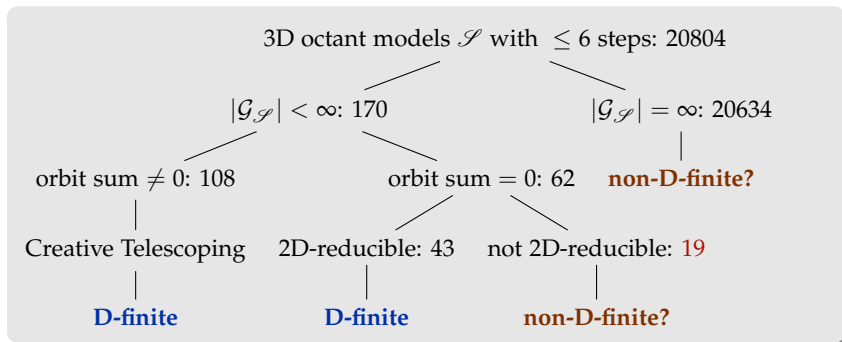 3D octant models 𝒮 with ≤ 6 steps: 20804
|𝒢𝒮| < ∞: 170 |𝒢𝒮| = ∞: 20634
orbit sum ≠ 0: 108 orbit sum = 0: 62 non-D-finite?
Creative Telescoping 2D-reducible: 43 not 2D-reducible: 19
D-finite D-finite non-D-finite?